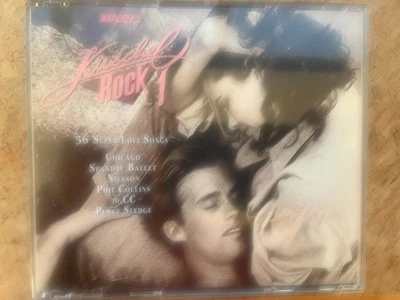 Kuschel
Rock 1
36 Super Love Songs
Chicago
Spandau Ballet
Nilsson
Phil Collins
10 CC
Percy Sledge